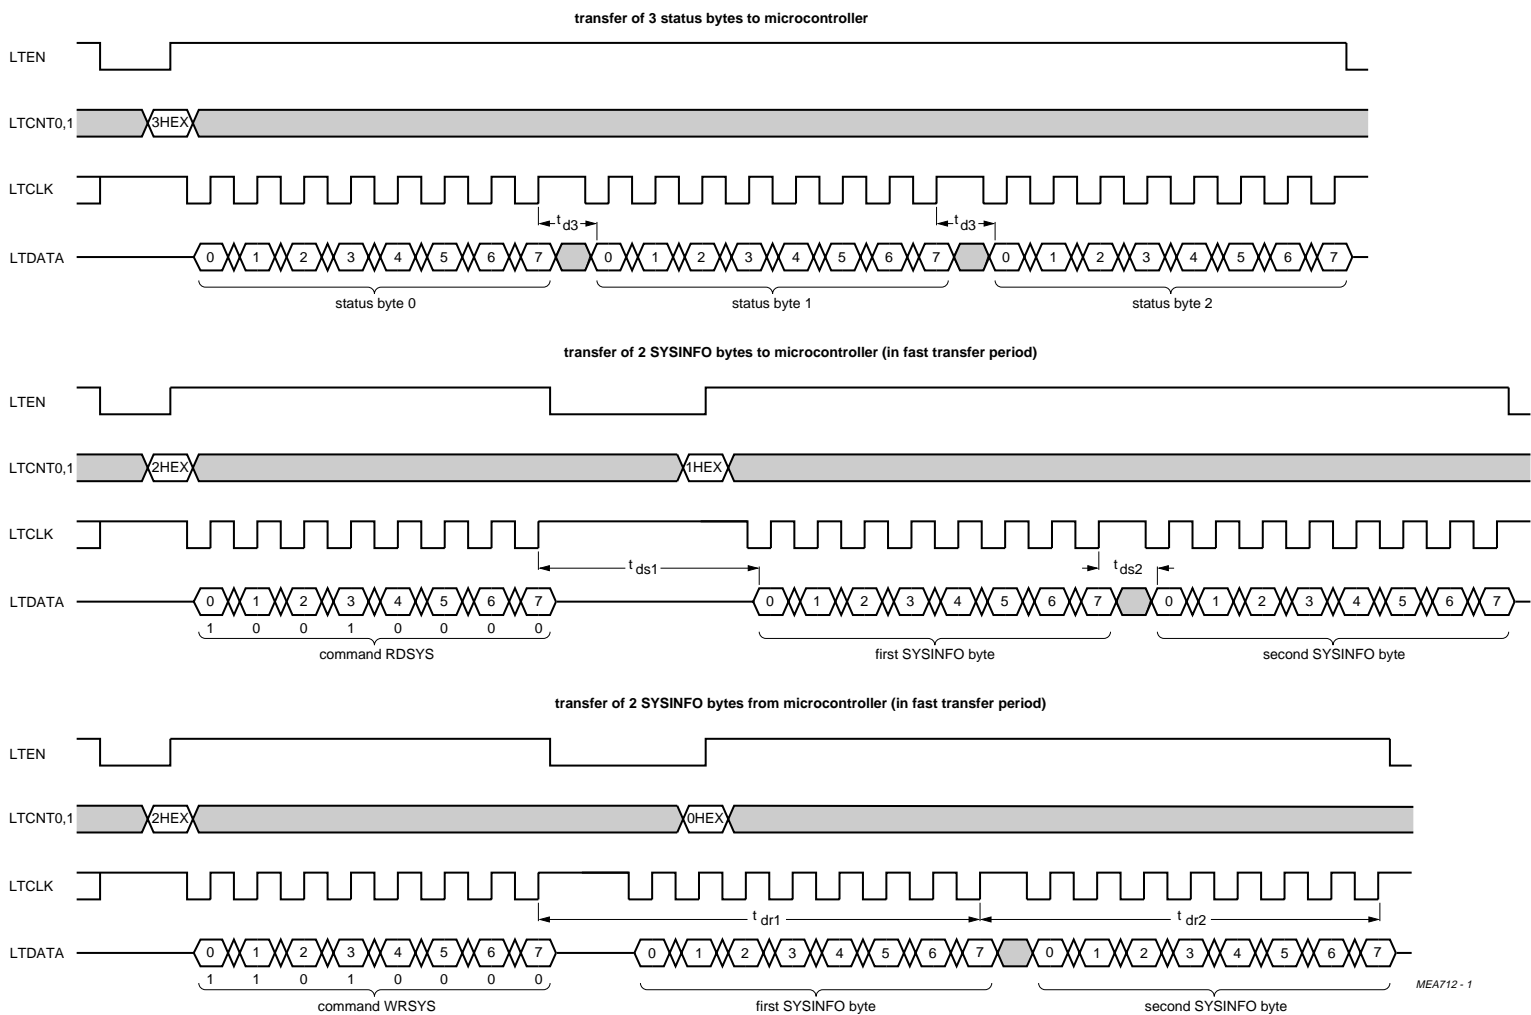 transfer of 3 status bytes to microcontroller
LTEN
LTCNT0,1 3HEX
LTCLK
t d3 t d3
LTDATA 0 1 2 3 4 5 6 7 0 1 2 3 4 5 6 7 0 1 2 3 4 5 6 7
status byte 0 status byte 1 status byte 2
transfer of 2 SYSINFO bytes to microcontroller (in fast transfer period)
LTEN
LTCNT0,1 2HEX 1HEX
LTCLK
t ds1 t ds2
LTDATA 0 1 2 3 4 5 6 7 0 1 2 3 4 5 6 7 0 1 2 3 4 5 6 7
1 0 0 1 0 0 0 0
command RDSYS first SYSINFO byte second SYSINFO byte
transfer of 2 SYSINFO bytes from microcontroller (in fast transfer period)
LTEN
LTCNT0,1 2HEX 0HEX
LTCLK
t dr1 t dr2
LTDATA 0 1 2 3 4 5 6 7 0 1 2 3 4 5 6 7 0 1 2 3 4 5 6 7
1 1 0 1 0 0 0 0
MEA712 - 1
command WRSYS first SYSINFO byte second SYSINFO byte